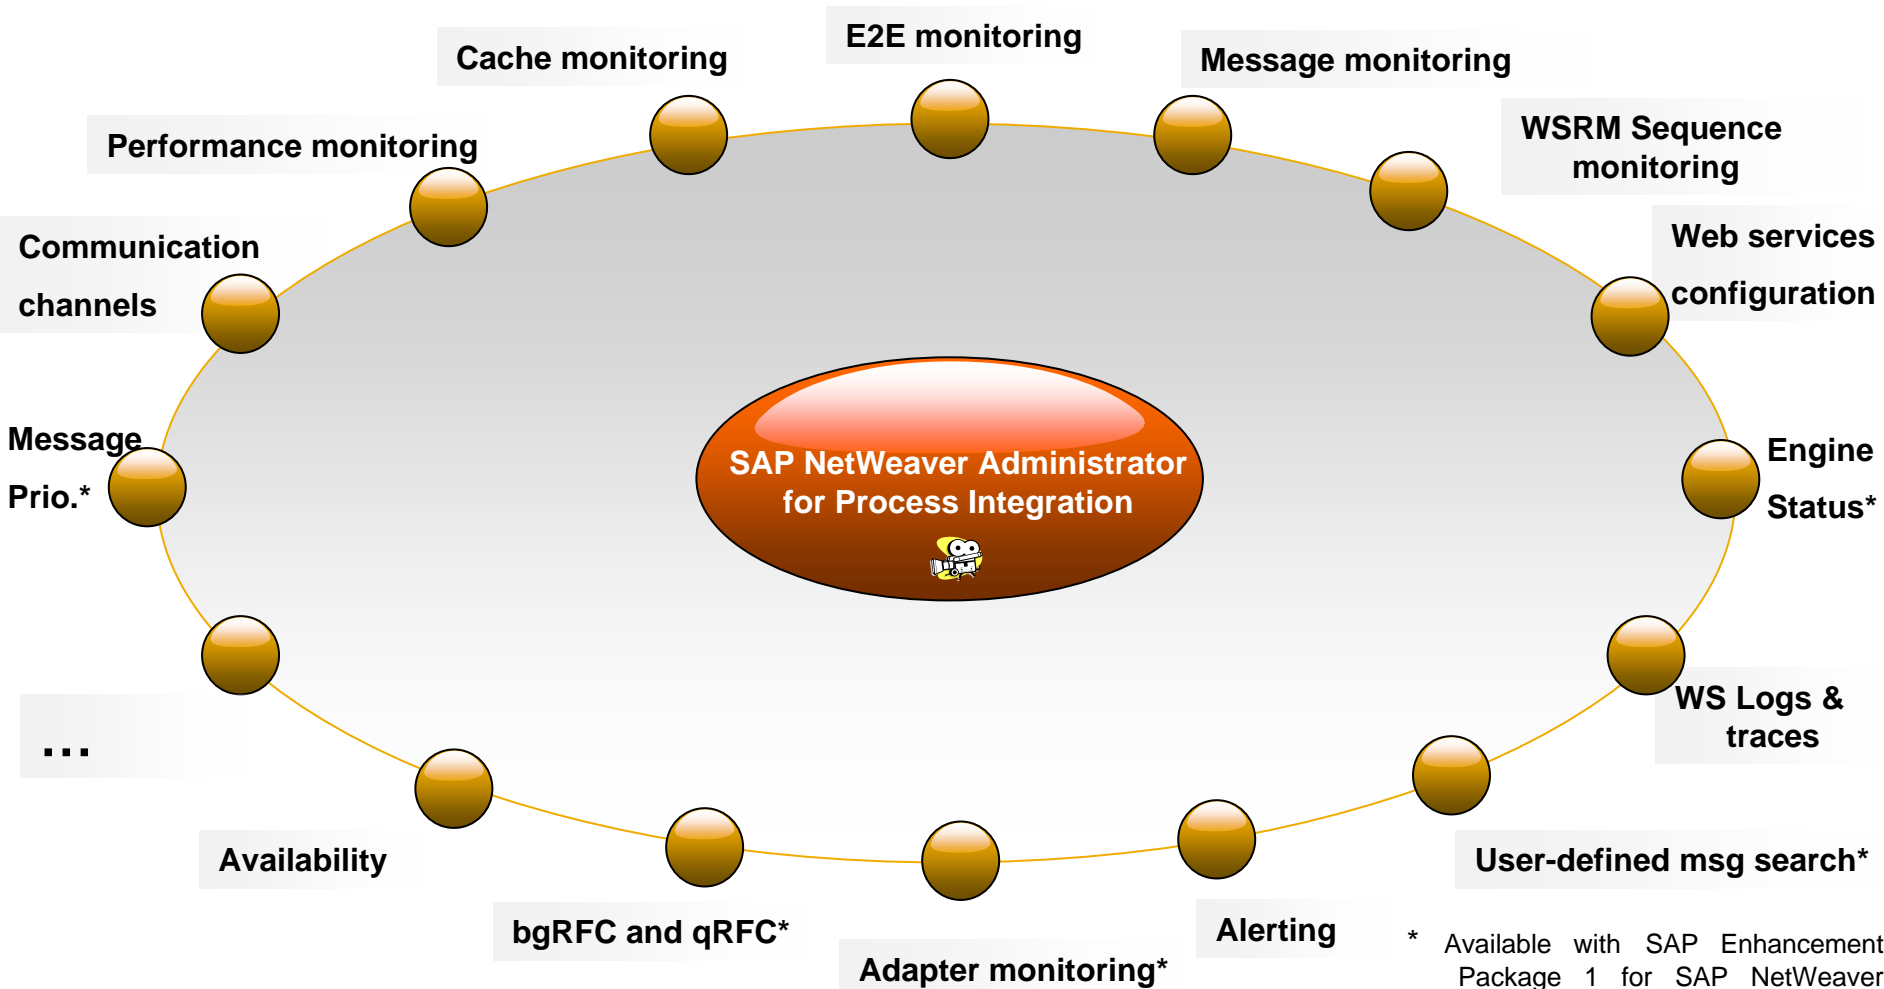 E2E monitoring
Cache monitoring
Message monitoring
WSRM Sequence
monitoring
Performance monitoring
Web services
configuration
Communication
channels
SAP NetWeaver Administrator
for Process Integration
Message
Prio.*
Engine
Status*
WS Logs &
traces
...
Availability
User-defined msg search*
bgRFC and qRFC*
Alerting
Adapter monitoring*
* Available with SAP Enhancement
Package 1 for SAP NetWeaver